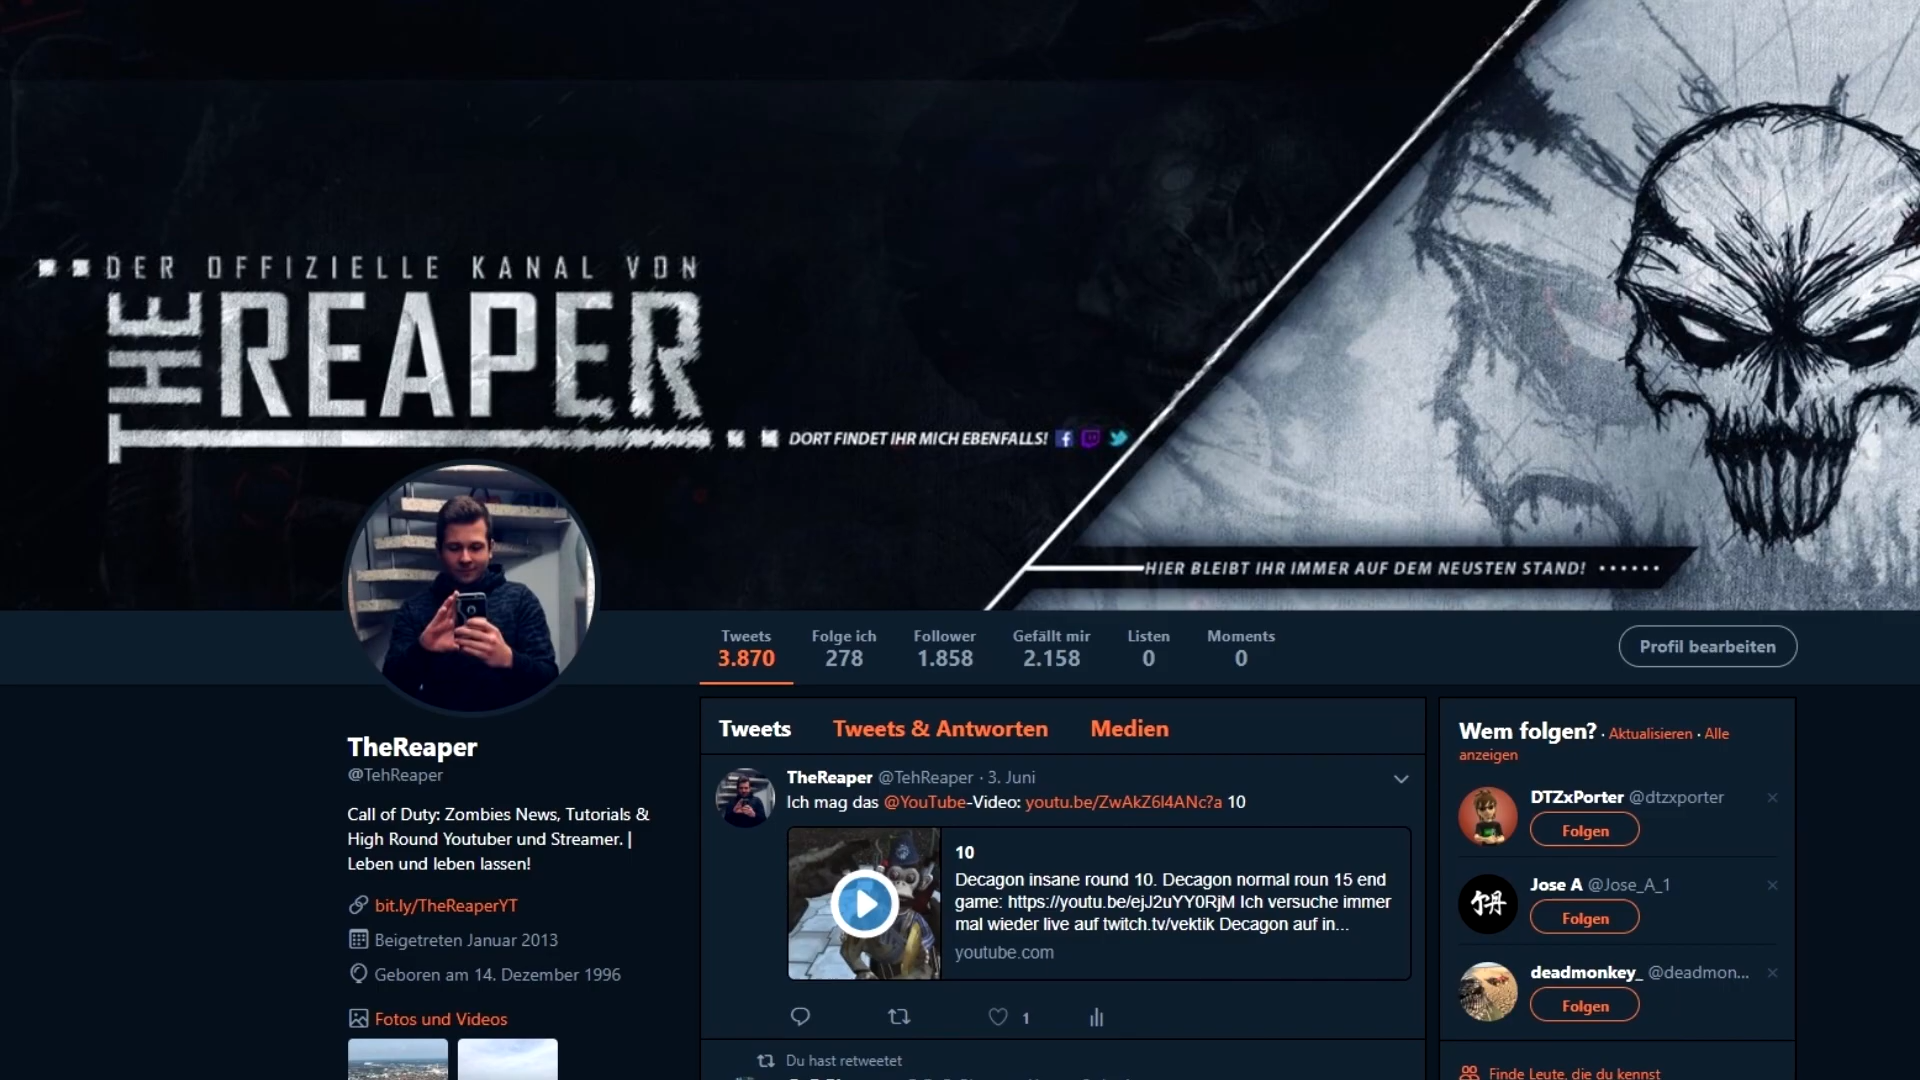 DER OFFIZIELLE KANAL VON
THE REAPER
DORT FINDET IHR MICH EBENFALLS!
HIER BLEIBT IHR IMMER AUF DEM NEUSTEN STAND!
Tweets Folge ich Follower Gefällt mir Listen Moments
3.870 278 1.858 2.158 0 0
Profil bearbeiten
TheReaper
@TehReaper
Call of Duty: Zombies News, Tutorials &
High Round Youtuber und Streamer. |
Leben und leben lassen!
bit.ly/TheReaperYT
Beigetreten Januar 2013
Geboren am 14. Dezember 1996
Fotos und Videos
Tweets Tweets & Antworten Medien
TheReaper @TehReaper · 3. Juni
Ich mag das @YouTube-Video: youtu.be/ZwAkZ6l4ANc?a 10
10
Decagon insane round 10. Decagon normal roun 15 end
game: https://youtu.be/ejJ2uYY0RjM Ich versuche immer
mal wieder live auf twitch.tv/vektik Decagon auf in...
youtube.com
1
Du hast retweetet
Wem folgen? · Aktualisieren · Alle
anzeigen
DTZxPorter @dtzxporter
Folgen
Jose A @Jose_A_1
Folgen
deadmonkey_ @deadmon...
Folgen
Finde Leute, die du kennst